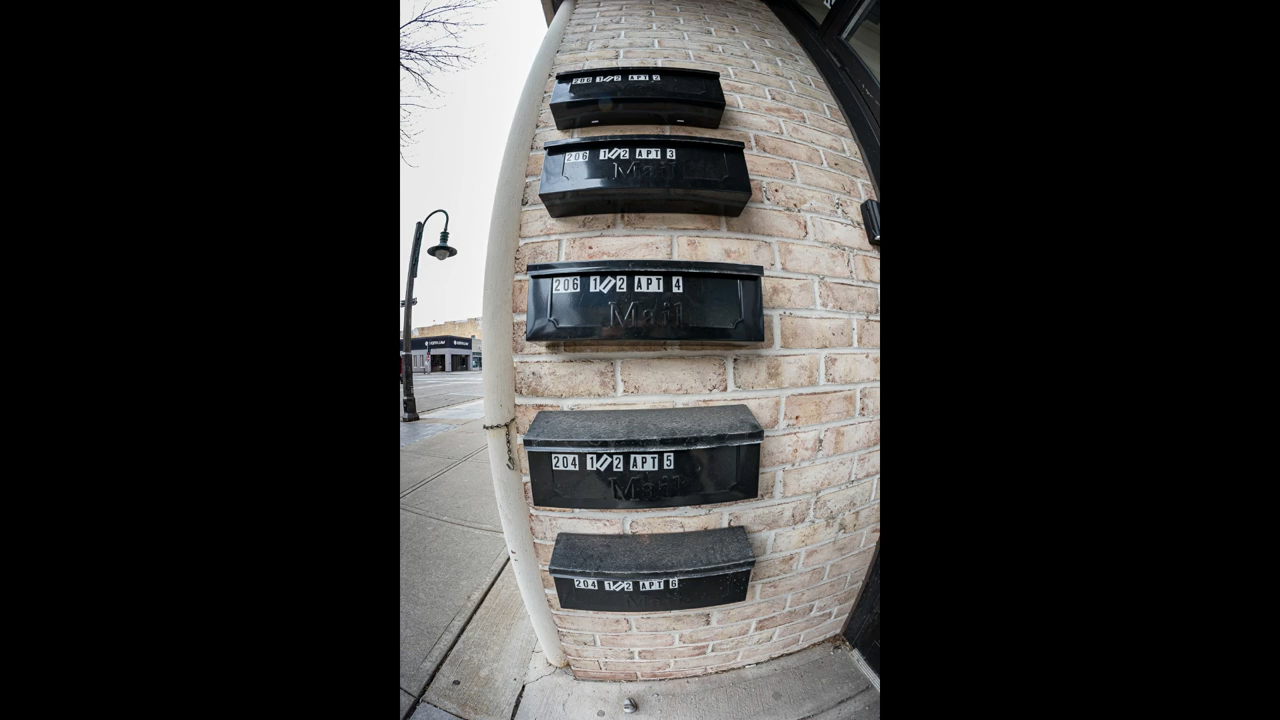 206 1/2 APT 2
206 1/2 APT 3
Mail
206 1/2 APT 4
Mail
204 1/2 APT 5
Mail
204 1/2 APT 6